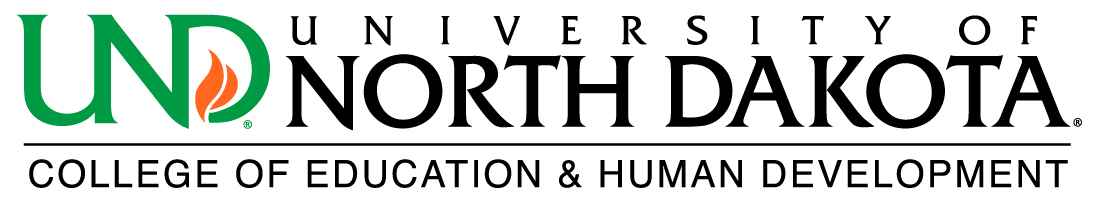 UND® UNIVERSITY OF
NORTH DAKOTA®
COLLEGE OF EDUCATION & HUMAN DEVELOPMENT